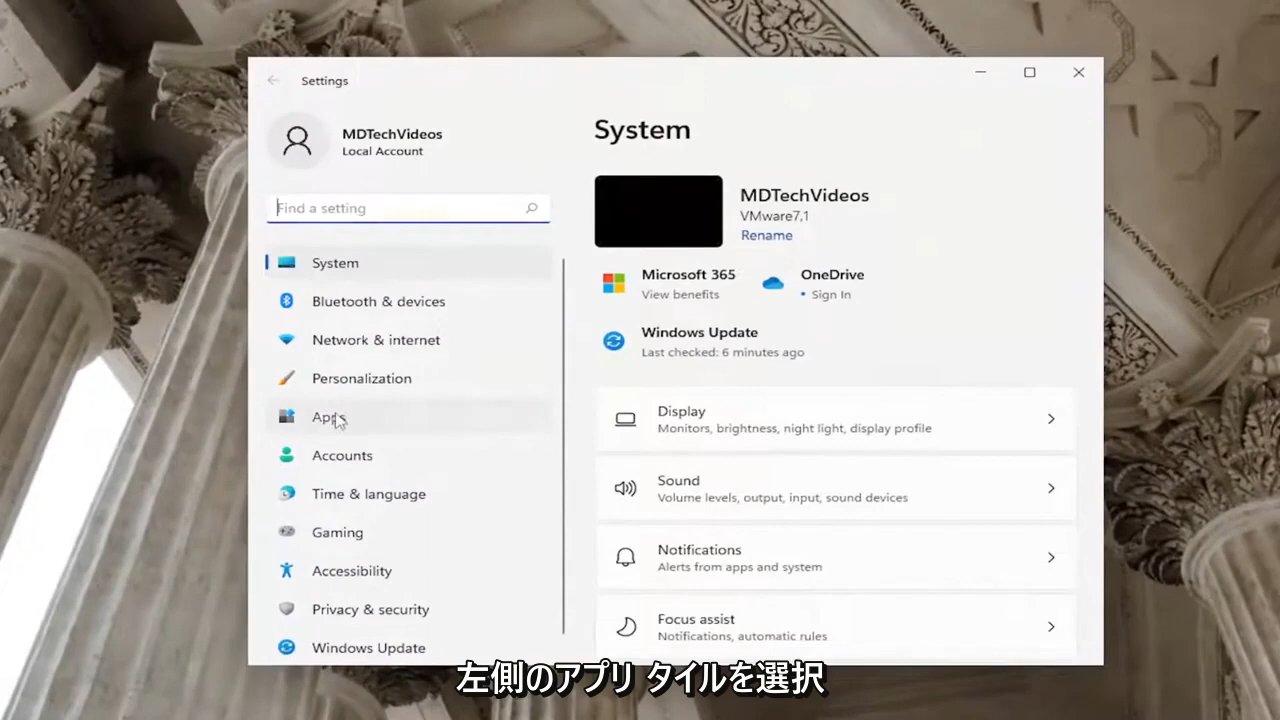 Settings
MDTechVideos
Local Account
Find a setting
System
Bluetooth & devices
Network & internet
Personalization
Apps
Accounts
Time & language
Gaming
Accessibility
Privacy & security
Windows Update
System
MDTechVideos
VMware7,1
Rename
Microsoft 365
View benefits
OneDrive
• Sign In
Windows Update
Last checked: 6 minutes ago
Display
Monitors, brightness, night light, display profile
Sound
Volume levels, output, input, sound devices
Notifications
Alerts from apps and system
Focus assist
Notifications, automatic rules
左側のアプリ タイルを選択